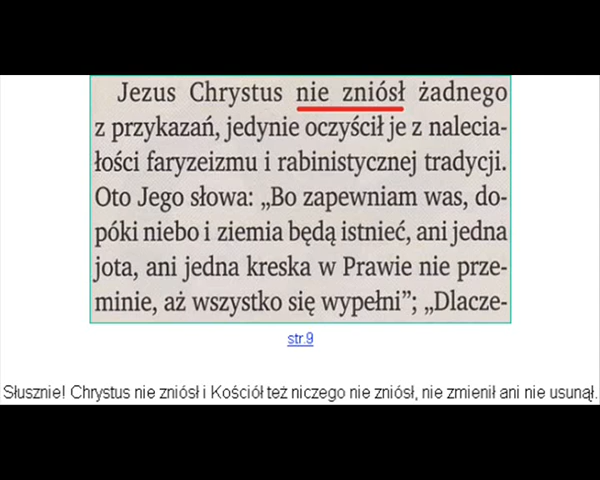 Jezus Chrystus nie zniósł żadnego
z przykazań, jedynie oczyścił je z nalecia-
łości faryzeizmu i rabinistycznej tradycji.
Oto Jego słowa: „Bo zapewniam was, do-
póki niebo i ziemia będą istnieć, ani jedna
jota, ani jedna kreska w Prawie nie prze-
minie, aż wszystko się wypełni”; „Dlacze-
str.9
Słusznie! Chrystus nie zniósł i Kościół też niczego nie zniósł, nie zmienił ani nie usunął.